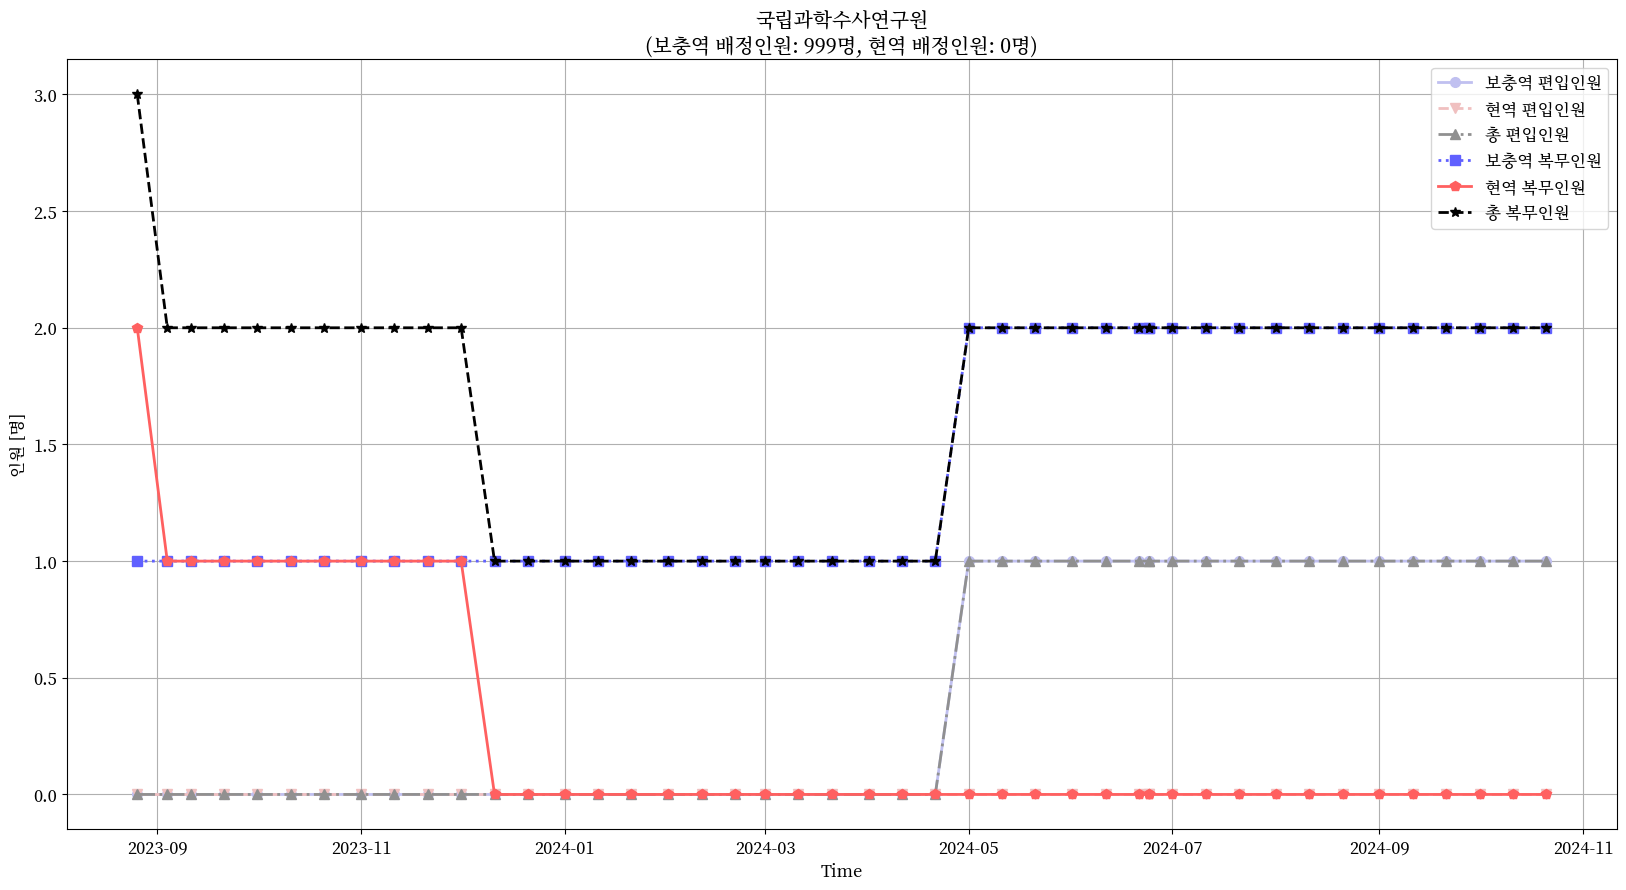 국립과학수사연구원
(보충역 배정인원: 999명, 현역 배정인원: 0명)
보충역 편입인원
현역 편입인원
총 편입인원
보충역 복무인원
현역 복무인원
총 복무인원
3.0
2.5
2.0
1.5
1.0
0.5
0.0
인원 [명]
2023-09
2023-11
2024-01
2024-03
2024-05
2024-07
2024-09
2024-11
Time